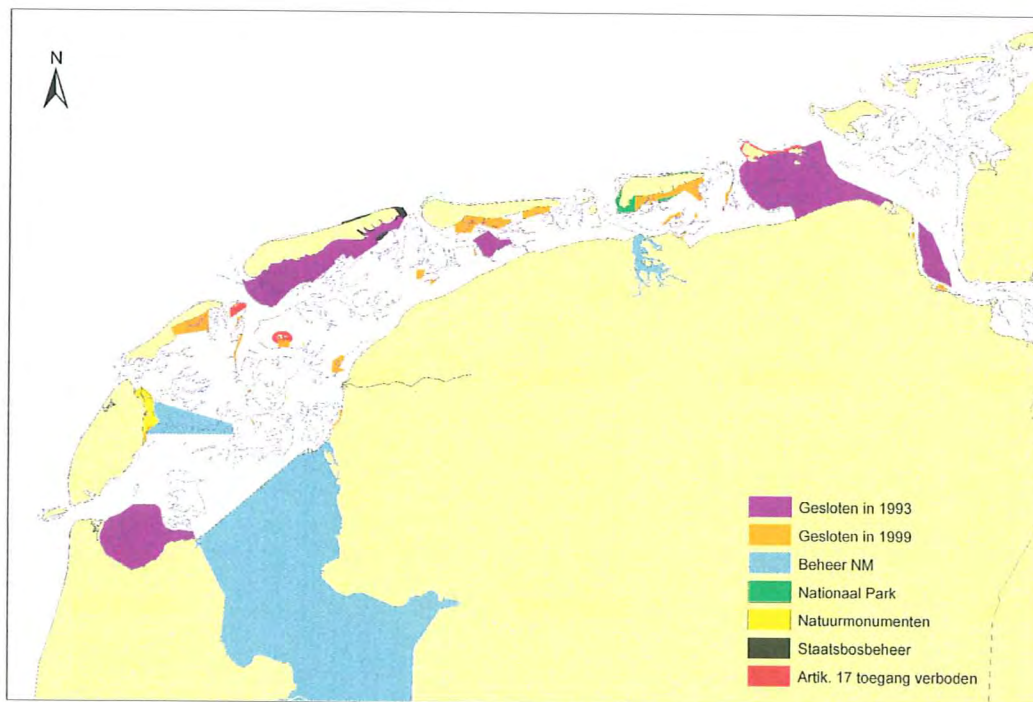 N
Gesloten in 1993
Gesloten in 1999
Beheer NM
Nationaal Park
Natuurmonumenten
Staatsbosbeheer
Artik. 17 toegang verboden